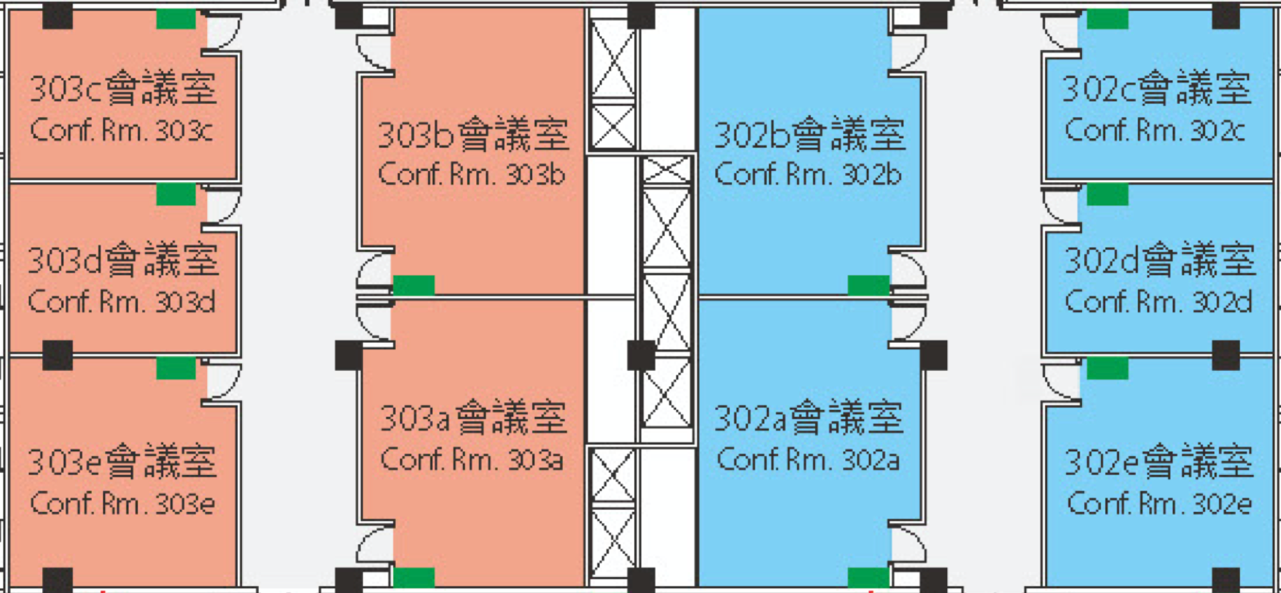 303c會議室
Conf. Rm. 303c
303b會議室
Conf. Rm. 303b
302b會議室
Conf. Rm. 302b
302c會議室
Conf. Rm. 302c
303d會議室
Conf. Rm. 303d
302d會議室
Conf. Rm. 302d
303a會議室
Conf. Rm. 303a
302a會議室
Conf. Rm. 302a
303e會議室
Conf. Rm. 303e
302e會議室
Conf. Rm. 302e